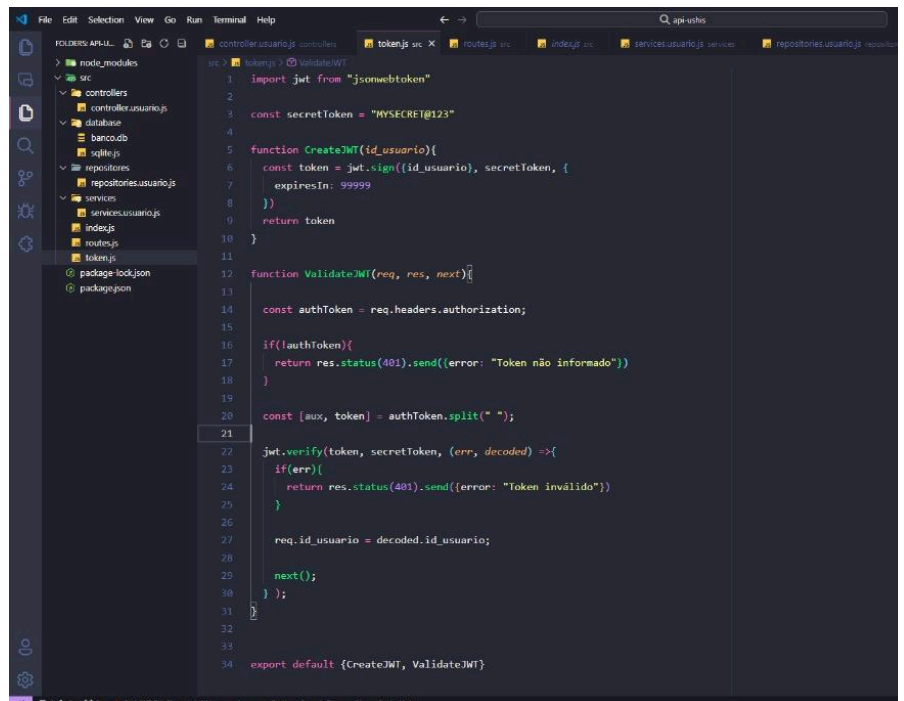 File Edit Selection View Go Run Terminal Help
api-ushis
FOLDERS: API-U...
controller.usuario.js controllers
token.js src
routes.js src
index.js src
services.usuario.js services
repositories.usuario.js
src > token.js > ValidateJWT
node_modules
src
controllers
controller.usuario.js
database
banco.db
sqlite.js
repositores
repositories.usuario.js
services
services.usuario.js
index.js
routes.js
token.js
package-lock.json
package.json
1 import jwt from "jsonwebtoken"
2
3 const secretToken = "MYSECRET@123"
4
5 function CreateJWT(id_usuario){
6 const token = jwt.sign({id_usuario}, secretToken, {
7 expiresIn: 99999
8 })
9 return token
10 }
11
12 function ValidateJWT(req, res, next){
13
14 const authToken = req.headers.authorization;
15
16 if(!authToken){
17 return res.status(401).send({error: "Token não informado"})
18 }
19
20 const [aux, token] = authToken.split(" ");
21
22 jwt.verify(token, secretToken, (err, decoded) =>{
23 if(err){
24 return res.status(401).send({error: "Token inválido"})
25 }
26
27 req.id_usuario = decoded.id_usuario;
28
29 next();
30 } );
31 }
32
33
34 export default {CreateJWT, ValidateJWT}